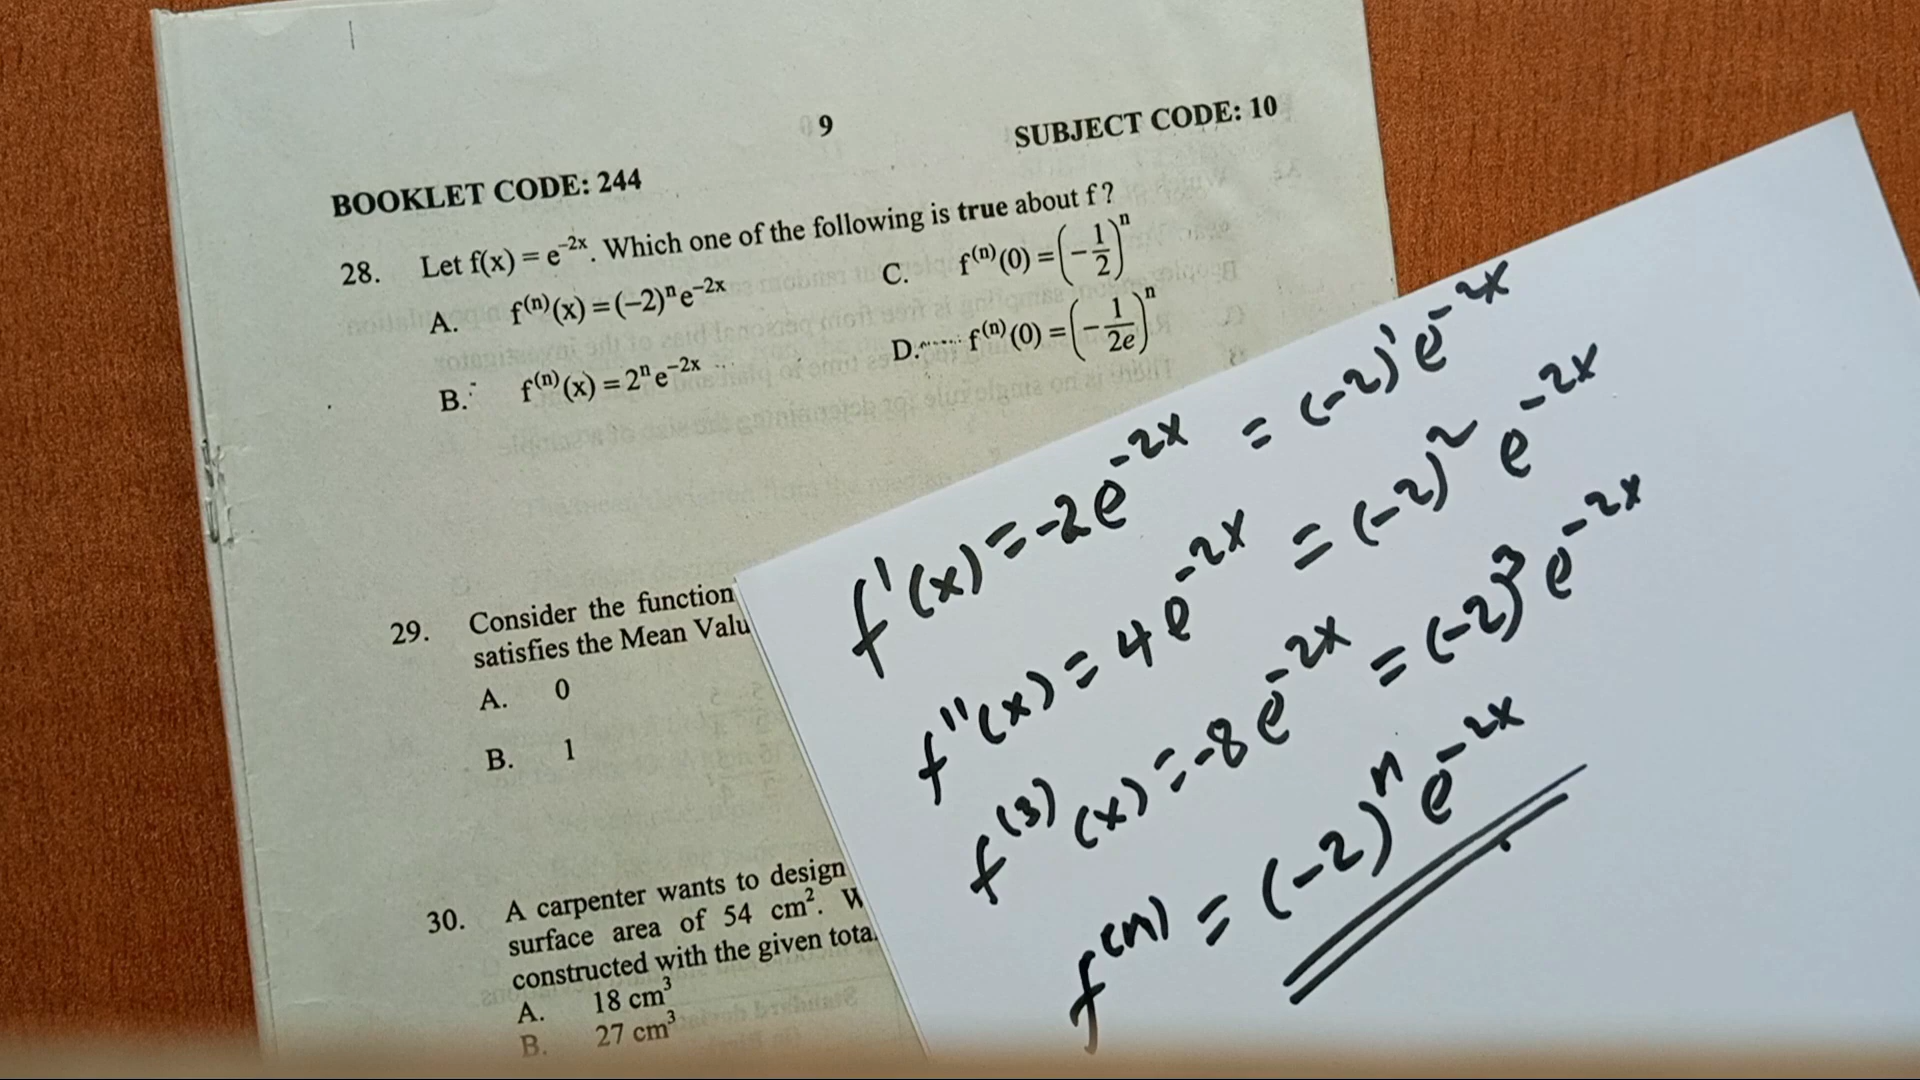 9
SUBJECT CODE: 10
BOOKLET CODE: 244
28. Let f(x) = e^{-2x}. Which one of the following is true about f ?
A. f^{(n)}(x) = (-2)^n e^{-2x}
C. f^{(n)}(0) = (-\frac{1}{2})^n
B. f^{(n)}(x) = 2^n e^{-2x}
D. f^{(n)}(0) = (-\frac{1}{2e})^n
29. Consider the function
satisfies the Mean Valu
A. 0
B. 1
30. A carpenter wants to design
surface area of 54 cm². W
constructed with the given tota
A. 18 cm³
B. 27 cm³
f'(x) = -2e^{-2x} = (-2)^1 e^{-2x}
f''(x) = 4e^{-2x} = (-2)^2 e^{-2x}
f^{(3)}(x) = -8e^{-2x} = (-2)^3 e^{-2x}
f^{(n)} = (-2)^n e^{-2x}